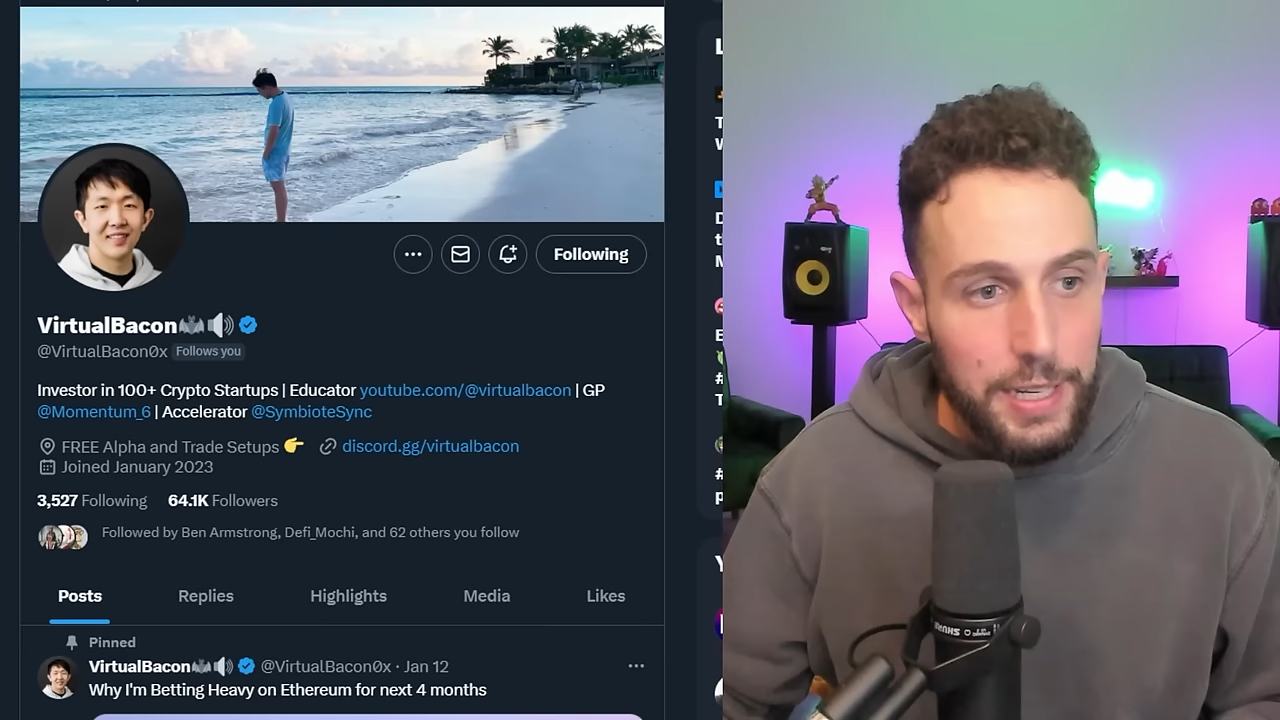 Following
VirtualBacon
@VirtualBacon0x Follows you
Investor in 100+ Crypto Startups | Educator youtube.com/@virtualbacon | GP
@Momentum_6 | Accelerator @SymbioteSync
FREE Alpha and Trade Setups 👉 discord.gg/virtualbacon
Joined January 2023
3,527 Following 64.1K Followers
Followed by Ben Armstrong, Defi_Mochi, and 62 others you follow
Posts Replies Highlights Media Likes
Pinned
VirtualBacon @VirtualBacon0x · Jan 12
Why I'm Betting Heavy on Ethereum for next 4 months
SHURE